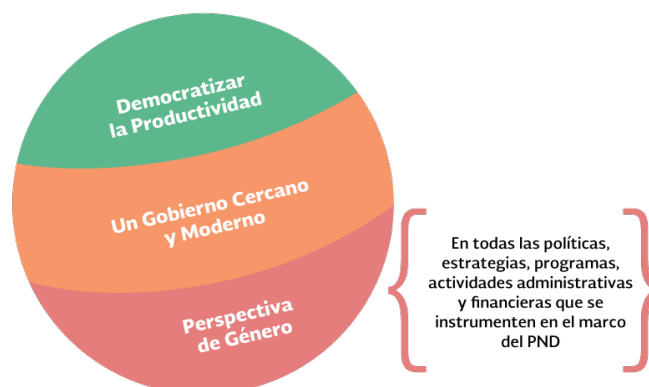 Democratizar
la Productividad
Un Gobierno Cercano
y Moderno
Perspectiva
de Género
En todas las políticas,
estrategias, programas,
actividades administrativas
y financieras que se
instrumenten en el marco
del PND